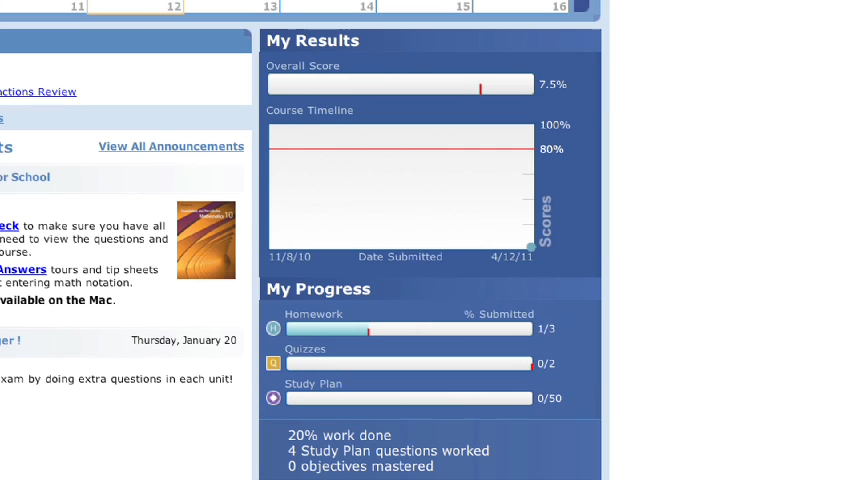 11 12 13 14 15 16
nctions Review
s
ts View All Announcements
or School
eck to make sure you have all
need to view the questions and
ourse.
Answers tours and tip sheets
t entering math notation.
vailable on the Mac.
Mathematics 10
ger ! Thursday, January 20
xam by doing extra questions in each unit!
My Results
Overall Score
7.5%
Course Timeline
100%
80%
Scores
11/8/10 Date Submitted 4/12/11
My Progress
Homework % Submitted
H 1/3
Quizzes
Q 0/2
Study Plan
0/50
20% work done
4 Study Plan questions worked
0 objectives mastered